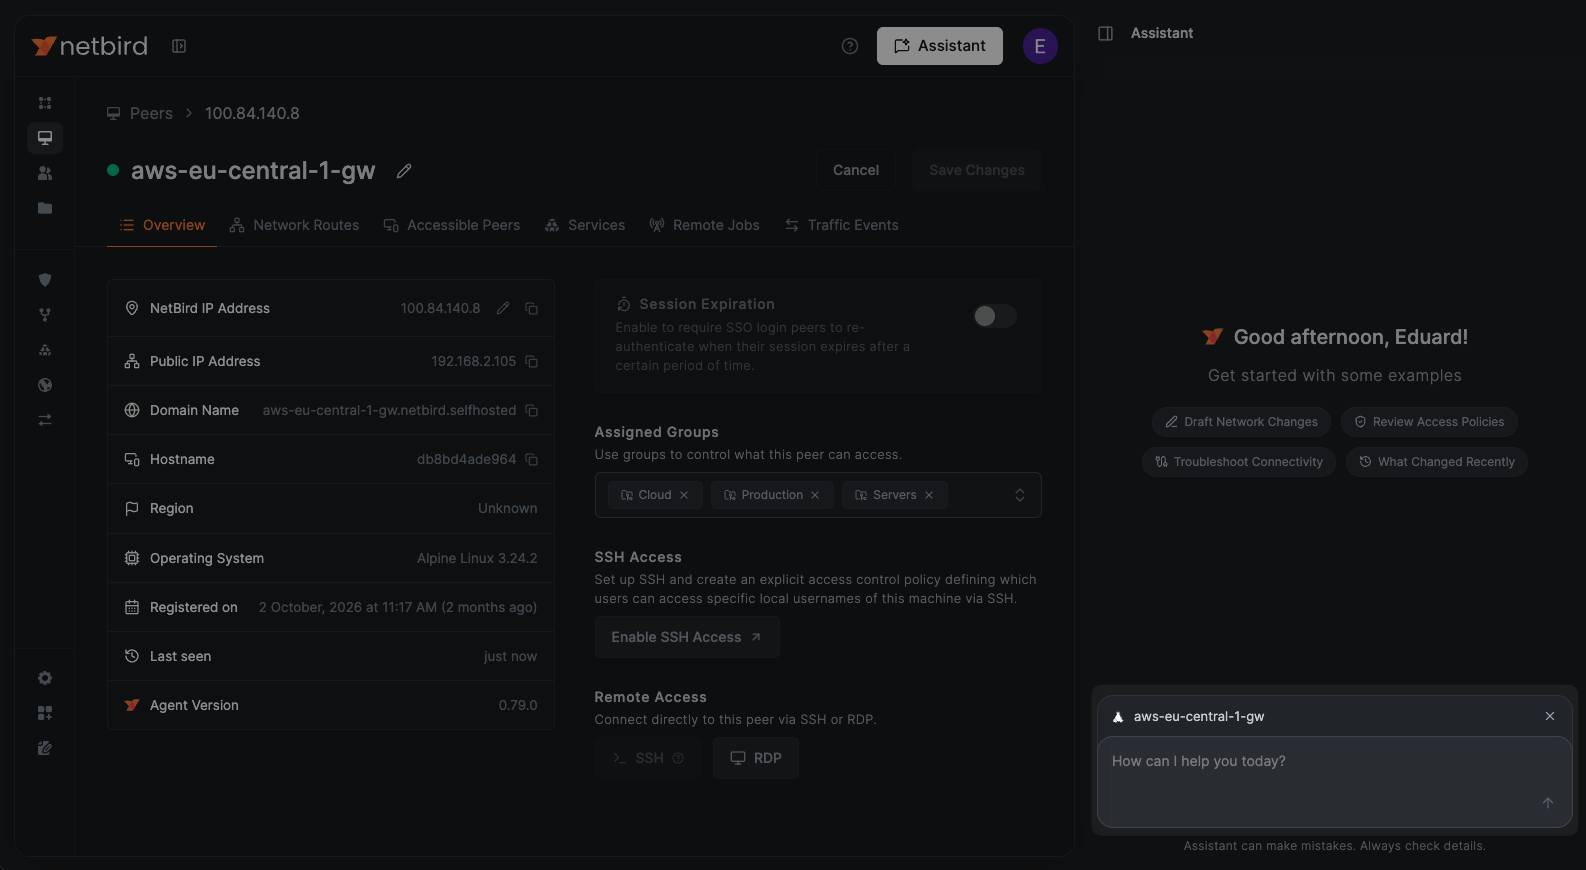 netbird
Assistant
E
Peers > 100.84.140.8
aws-eu-central-1-gw
Cancel
Save Changes
Overview
Network Routes
Accessible Peers
Services
Remote Jobs
Traffic Events
NetBird IP Address 100.84.140.8
Public IP Address 192.168.2.105
Domain Name aws-eu-central-1-gw.netbird.selfhosted
Hostname db8bd4ade964
Region Unknown
Operating System Alpine Linux 3.24.2
Registered on 2 October, 2026 at 11:17 AM (2 months ago)
Last seen just now
Agent Version 0.79.0
Session Expiration
Enable to require SSO login peers to re-
authenticate when their session expires after a
certain period of time.
Assigned Groups
Use groups to control what this peer can access.
Cloud
Production
Servers
SSH Access
Set up SSH and create an explicit access control policy defining which
users can access specific local usernames of this machine via SSH.
Enable SSH Access
Remote Access
Connect directly to this peer via SSH or RDP.
SSH
RDP
Assistant
Good afternoon, Eduard!
Get started with some examples
Draft Network Changes
Review Access Policies
Troubleshoot Connectivity
What Changed Recently
aws-eu-central-1-gw
How can I help you today?
Assistant can make mistakes. Always check details.